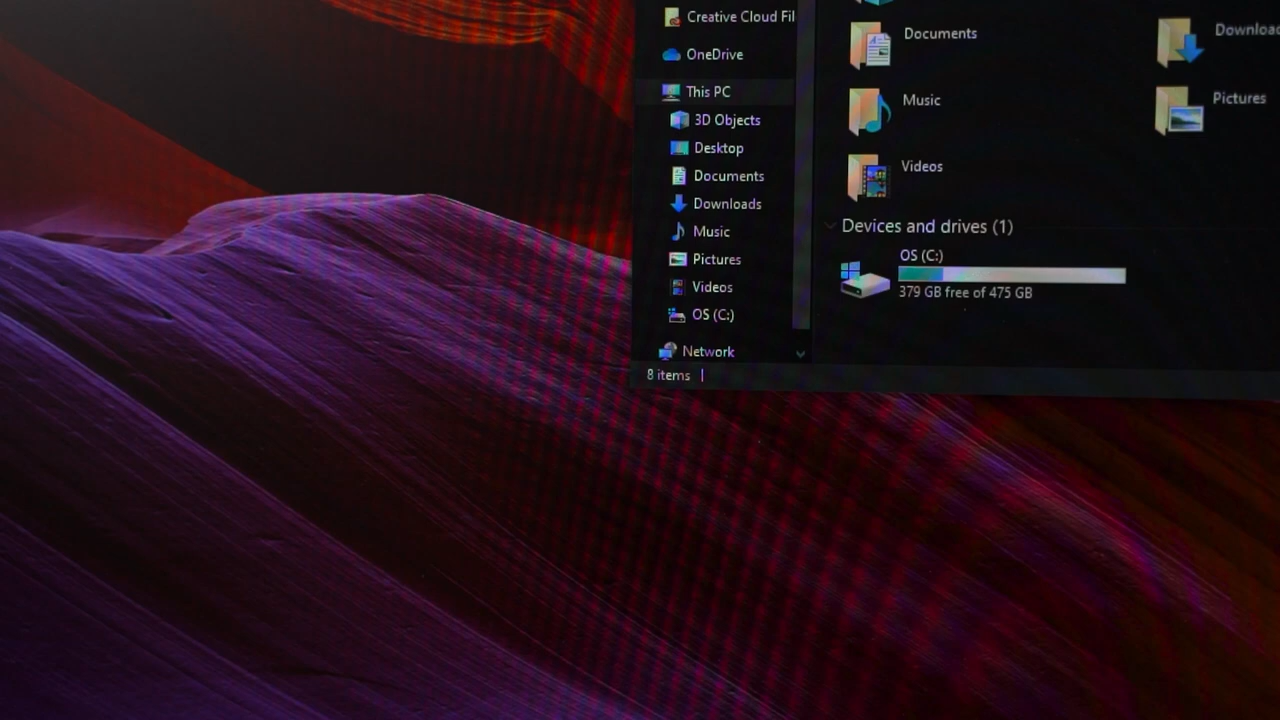 Creative Cloud Fil
OneDrive
This PC
3D Objects
Desktop
Documents
Downloads
Music
Pictures
Videos
OS (C:)
Network
8 items
Documents
Downloa
Music
Pictures
Videos
Devices and drives (1)
OS (C:)
379 GB free of 475 GB